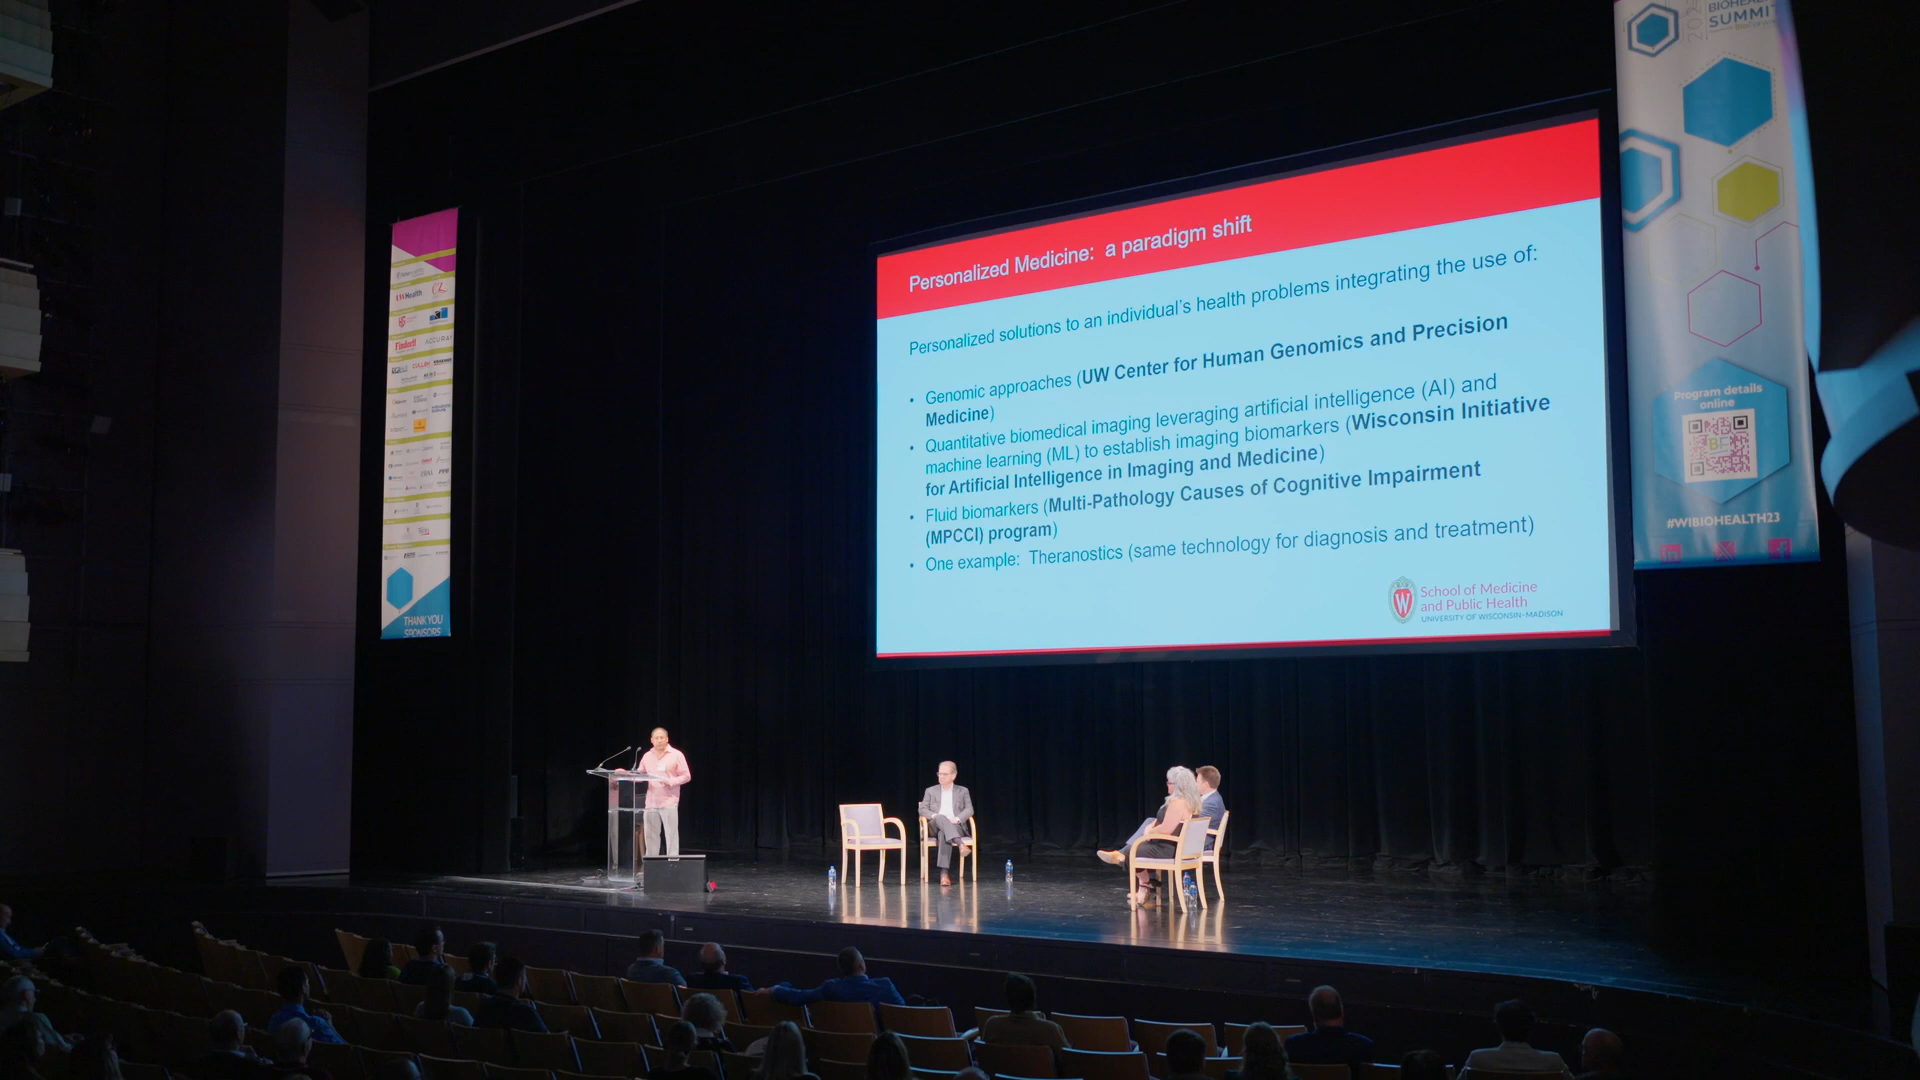 Personalized Medicine:  a paradigm shift
Personalized solutions to an individual's health problems integrating the use of:
• Genomic approaches (UW Center for Human Genomics and Precision
Medicine)
• Quantitative biomedical imaging leveraging artificial intelligence (AI) and
machine learning (ML) to establish imaging biomarkers (Wisconsin Initiative
for Artificial Intelligence in Imaging and Medicine)
• Fluid biomarkers (Multi-Pathology Causes of Cognitive Impairment
(MPCCI) program)
• One example:  Theranostics (same technology for diagnosis and treatment)
W
School of Medicine
and Public Health
UNIVERSITY OF WISCONSIN-MADISON
BIOHEALTH
SUMMIT
Program details
online
#WIBIOHEALTH23
UWHealth
Findorff
ACCURAY
THANK YOU
SPONSORS